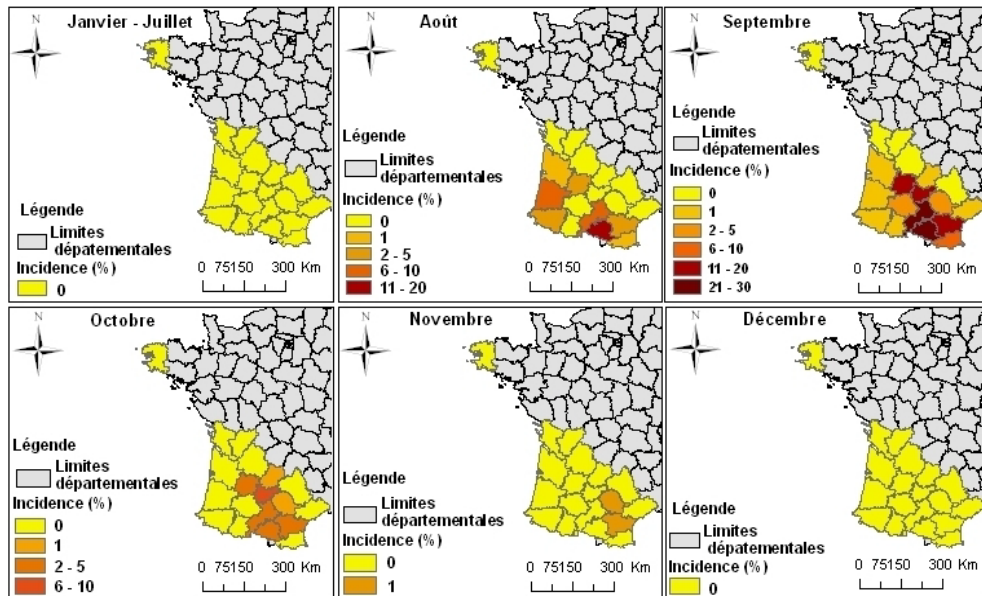 Janvier - Juillet
N
Légende
Limites
dépatementales
Incidence (%)
0
0 75150 300 Km
Août
N
Légende
Limites
départementales
Incidence (%)
0
1
2 - 5
6 - 10
11 - 20
0 75150 300 Km
Septembre
N
Légende
Limites
départementales
Incidence (%)
0
1
2 - 5
6 - 10
11 - 20
21 - 30
0 75150 300 Km
Octobre
N
Légende
Limites
départementales
Incidence (%)
0
1
2 - 5
6 - 10
0 75150 300 Km
Novembre
N
Légende
Limites
départementales
Incidence (%)
0
1
0 75150 300 Km
Décembre
N
Légende
Limites
dépatementales
Incidence (%)
0
0 75150 300 Km